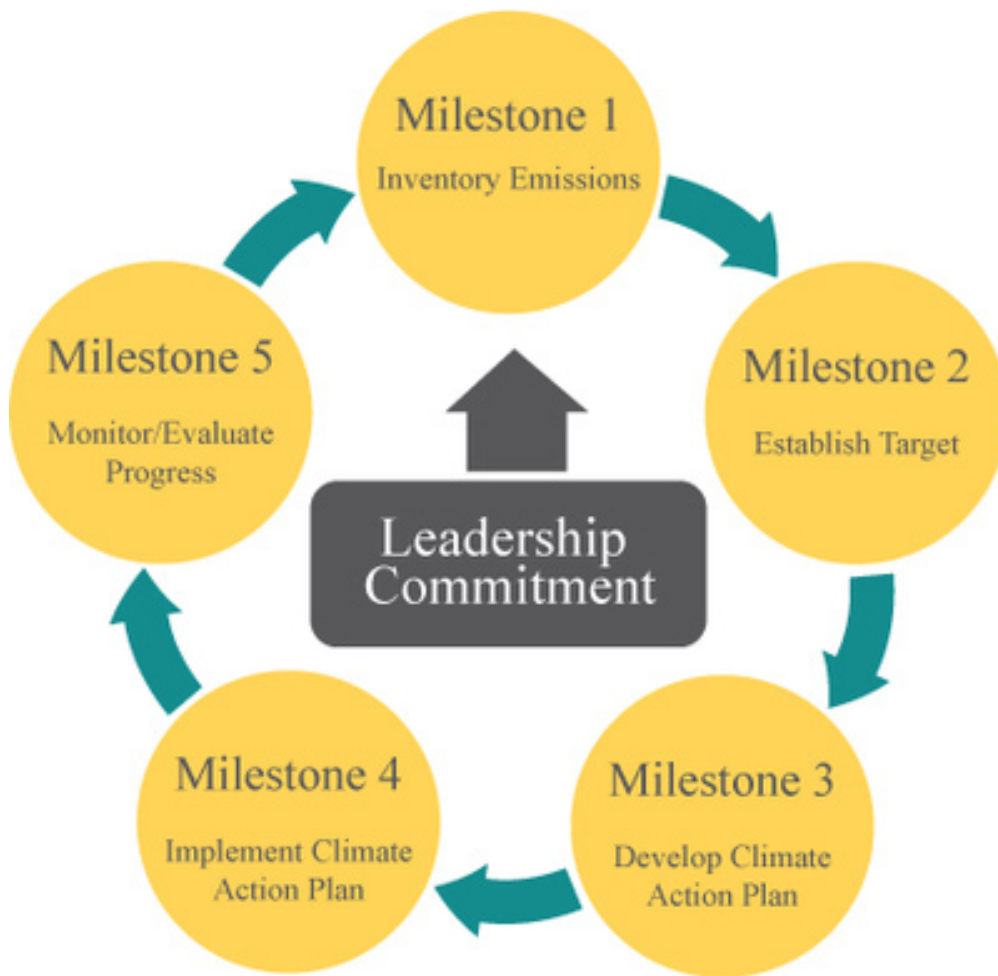 Milestone 1
Inventory Emissions
Milestone 2
Establish Target
Milestone 3
Develop Climate
Action Plan
Milestone 4
Implement Climate
Action Plan
Milestone 5
Monitor/Evaluate
Progress
Leadership
Commitment